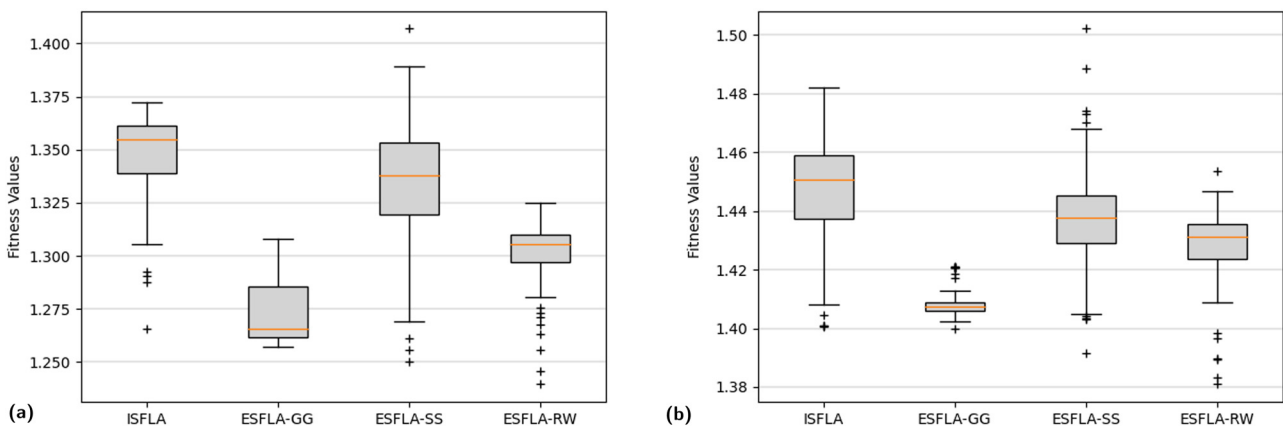 Fitness Values
1.400
1.375
1.350
1.325
1.300
1.275
1.250
ISFLA ESFLA-GG ESFLA-SS ESFLA-RW
(a)
Fitness Values
1.50
1.48
1.46
1.44
1.42
1.40
1.38
ISFLA ESFLA-GG ESFLA-SS ESFLA-RW
(b)